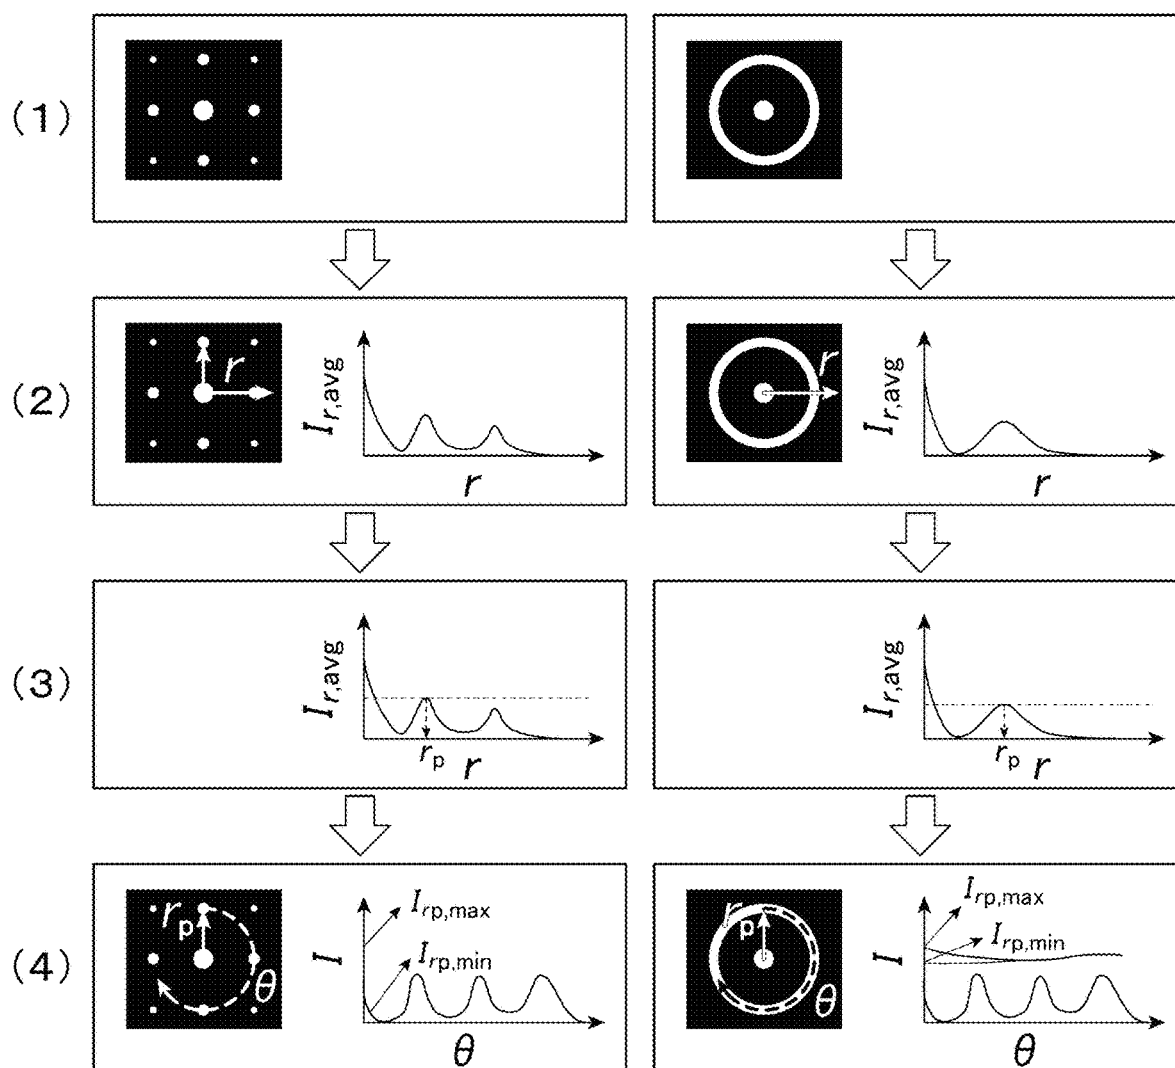 (1)
(2)
r
I_{r,avg}
r
r
I_{r,avg}
r
(3)
I_{r,avg}
r_p
r
I_{r,avg}
r_p
r
(4)
r_p
θ
I
I_{rp,max}
I_{rp,min}
θ
r_p
θ
I
I_{rp,max}
I_{rp,min}
θ